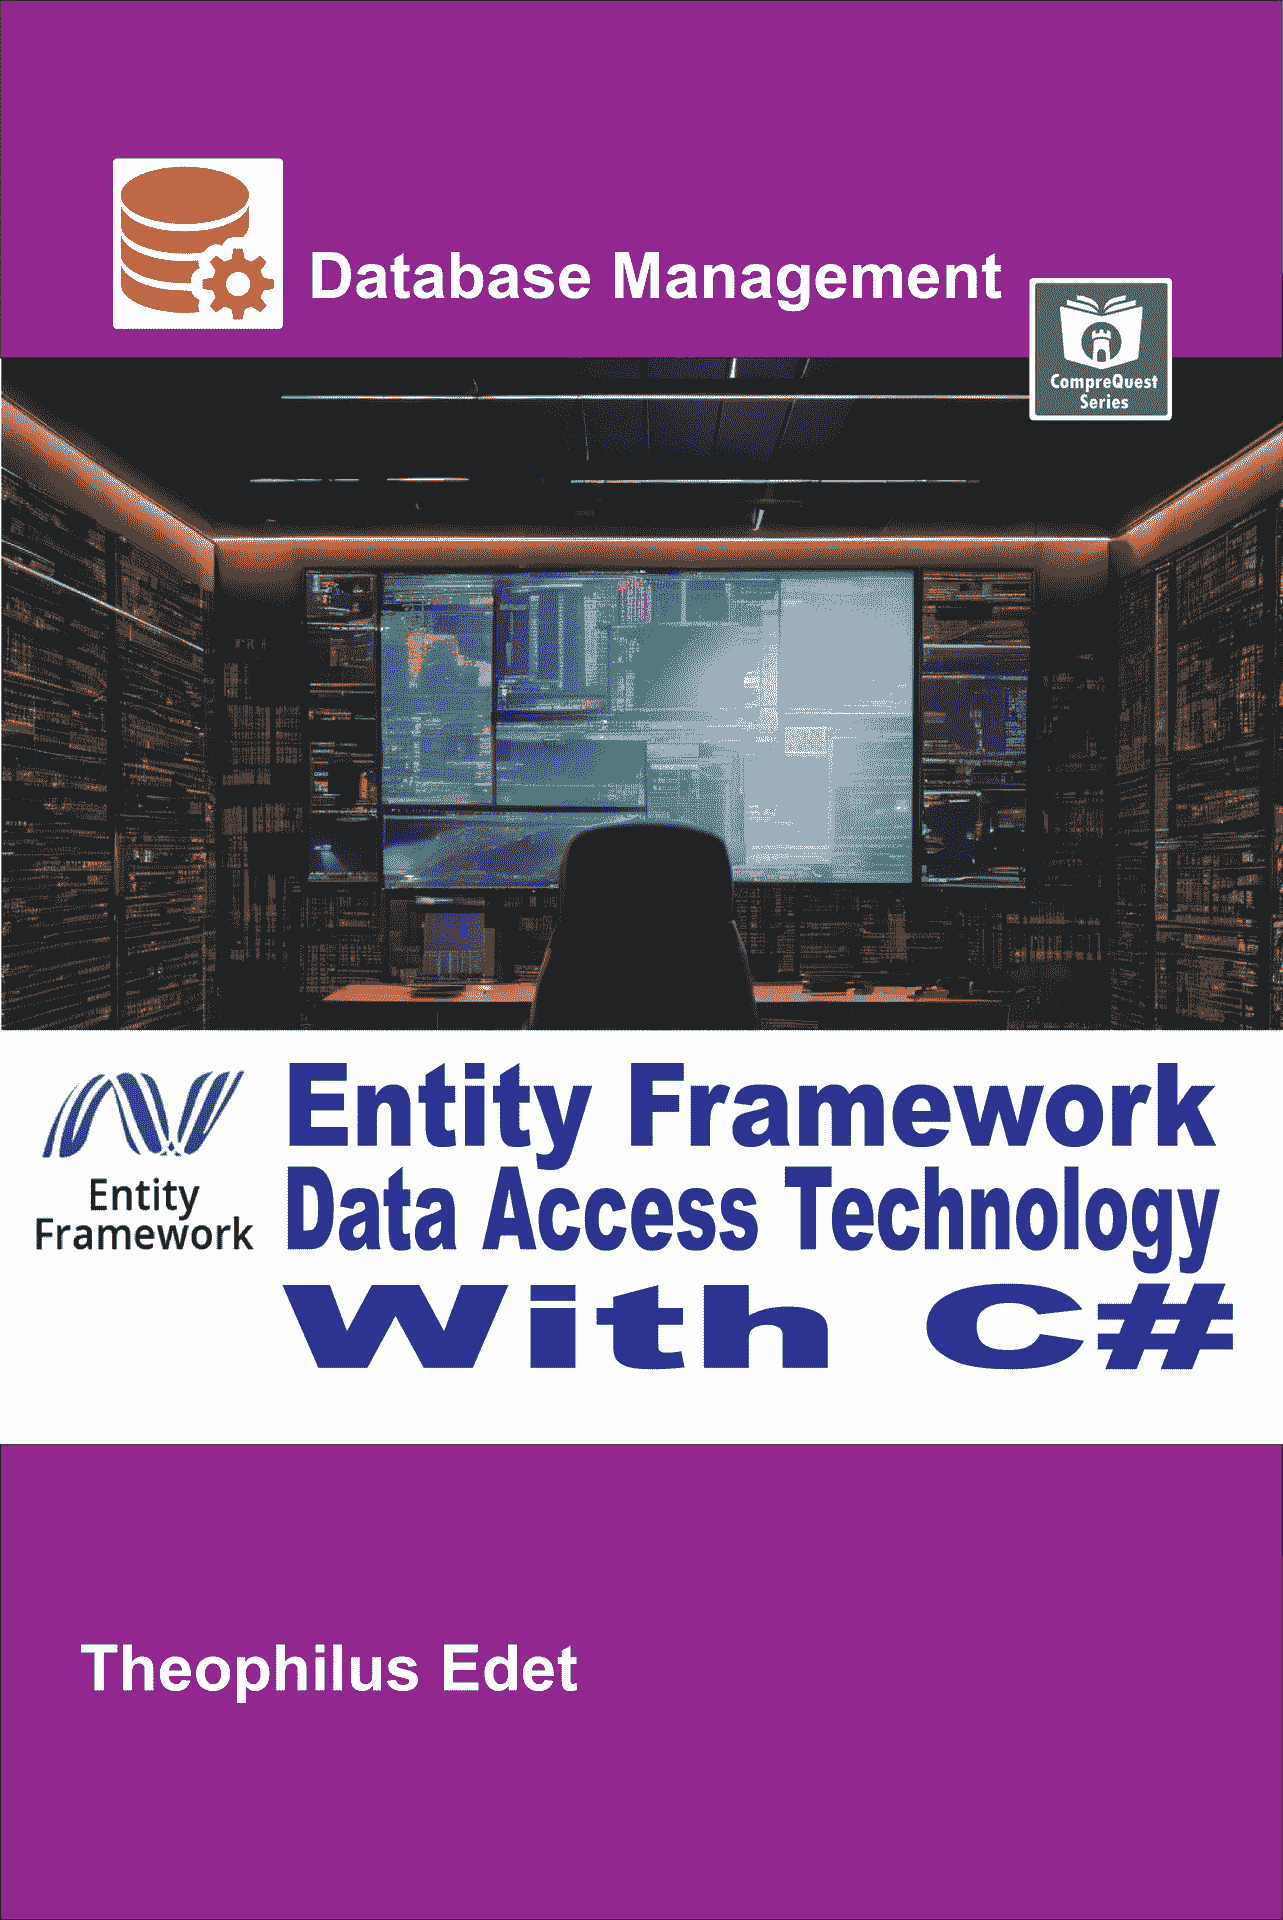 Database Management
CompreQuest
Series
Entity
Framework
Entity Framework
Data Access Technology
With C#
Theophilus Edet